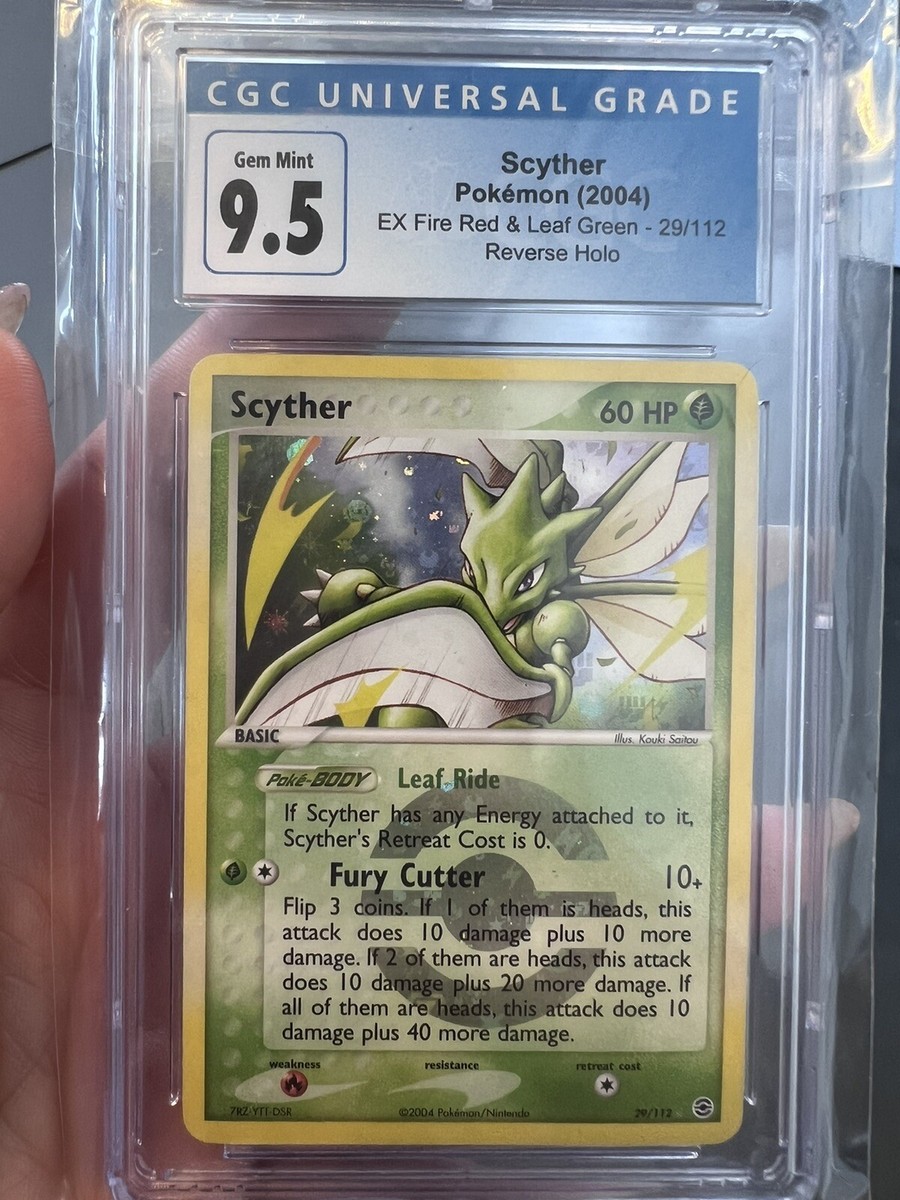 CGC UNIVERSAL GRADE
Gem Mint
9.5
Scyther
Pokémon (2004)
EX Fire Red & Leaf Green - 29/112
Reverse Holo
Scyther
60 HP
BASIC
Illus. Kouki Saitou
Poké-BODY Leaf Ride
If Scyther has any Energy attached to it,
Scyther's Retreat Cost is 0.
Fury Cutter 10+
Flip 3 coins. If 1 of them is heads, this
attack does 10 damage plus 10 more
damage. If 2 of them are heads, this attack
does 10 damage plus 20 more damage. If
all of them are heads, this attack does 10
damage plus 40 more damage.
weakness resistance retreat cost
7RZ-YTT-DSR ©2004 Pokémon/Nintendo 29/112